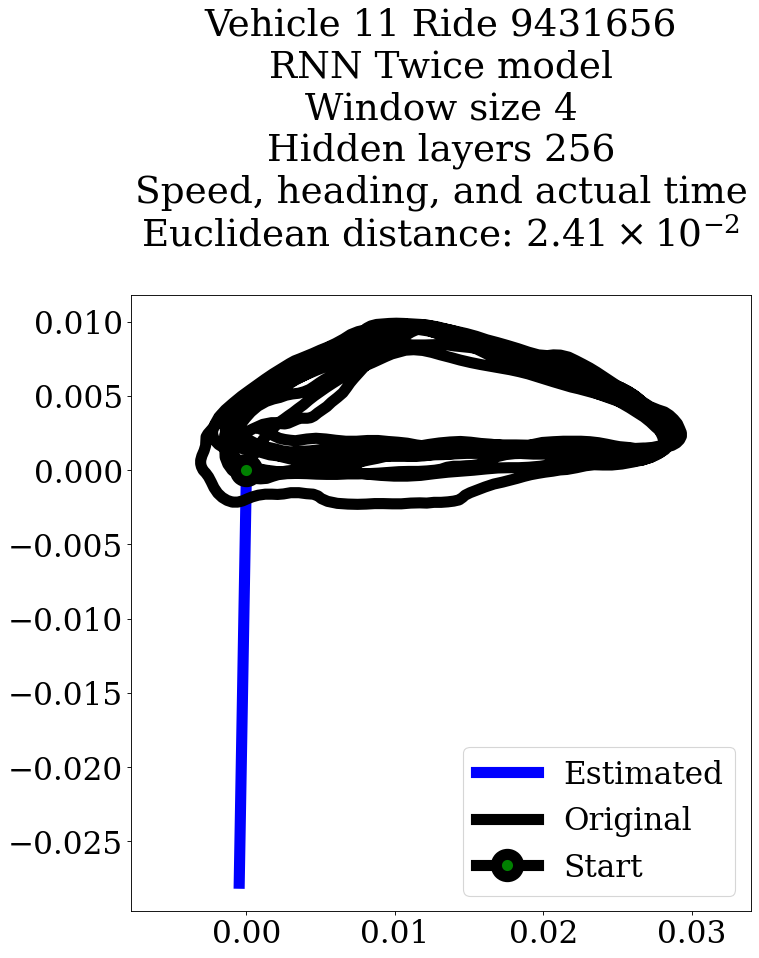 Vehicle 11 Ride 9431656
RNN Twice model
Window size 4
Hidden layers 256
Speed, heading, and actual time
Euclidean distance: 2.41 × 10⁻²
0.010
0.005
0.000
−0.005
−0.010
−0.015
−0.020
−0.025
Estimated
Original
Start
0.00 0.01 0.02 0.03